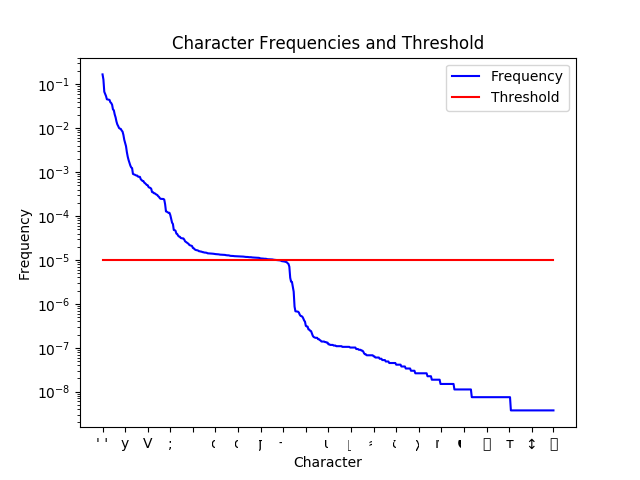 Character Frequencies and Threshold
Frequency
Threshold
10⁻¹
10⁻²
10⁻³
10⁻⁴
10⁻⁵
10⁻⁶
10⁻⁷
10⁻⁸
Frequency
' ' y V ;
Character